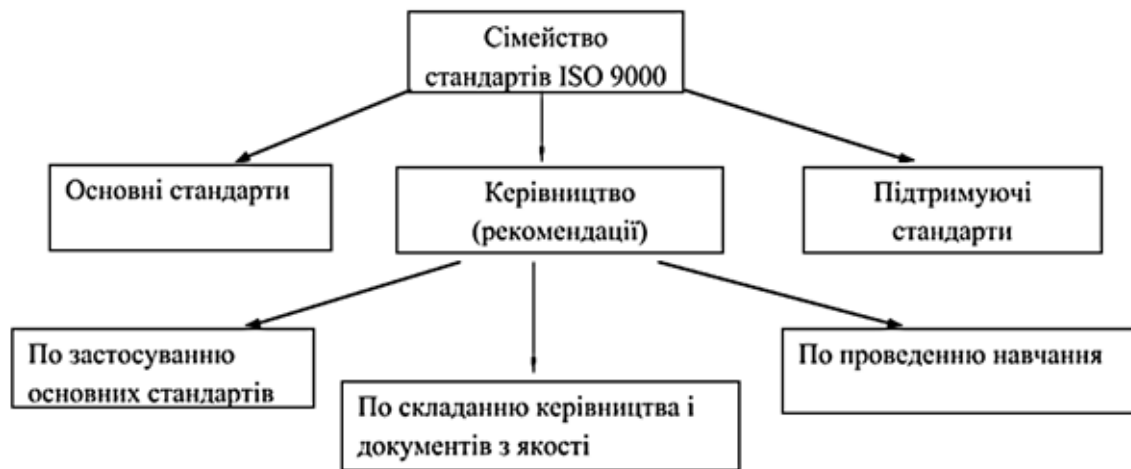 Сімейство
стандартів ISO 9000
Основні стандарти
Керівництво
(рекомендації)
Підтримуючі
стандарти
По застосуванню
основних стандартів
По складанню керівництва і
документів з якості
По проведенню навчання